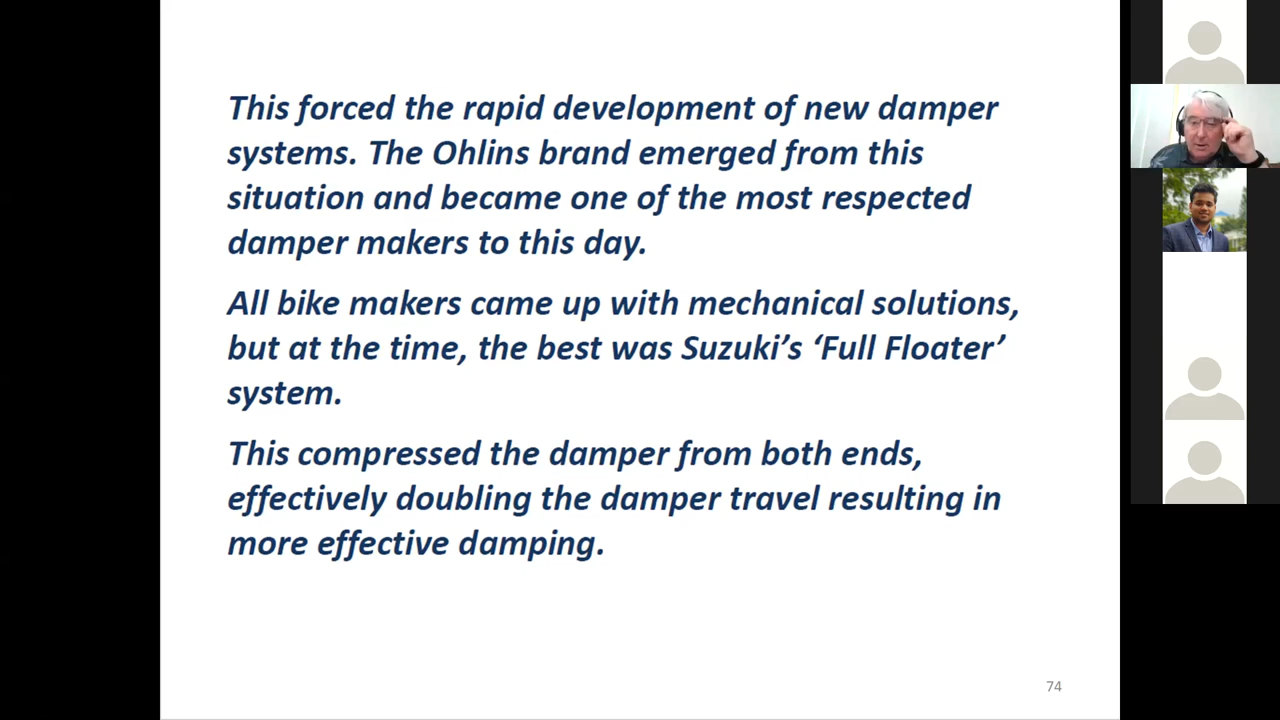 This forced the rapid development of new damper
systems. The Ohlins brand emerged from this
situation and became one of the most respected
damper makers to this day.
All bike makers came up with mechanical solutions,
but at the time, the best was Suzuki’s ‘Full Floater’
system.
This compressed the damper from both ends,
effectively doubling the damper travel resulting in
more effective damping.
74